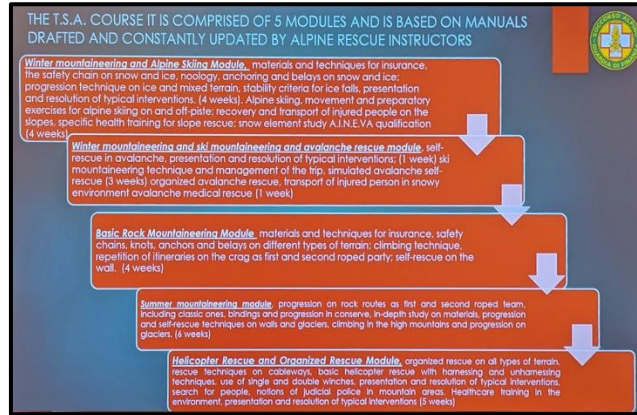 THE T.S.A. COURSE IT IS COMPRISED OF 5 MODULES AND IS BASED ON MANUALS
DRAFTED AND CONSTANTLY UPDATED BY ALPINE RESCUE INSTRUCTORS
Winter mountaineering and Alpine Skiing Module, materials and techniques for insurance,
the safety chain on snow and ice, noology, anchoring and belays on snow and ice;
progression technique on ice and mixed terrain, stability criteria for ice falls, presentation
and resolution of typical interventions. (4 weeks). Alpine skiing, movement and preparatory
exercises for alpine skiing on and off-piste; recovery and transport of injured people on the
slopes, specific health training for slope rescue; snow element study A.I.N.E.VA qualification
(4 weeks)
Winter mountaineering and ski mountaineering and avalanche rescue module, self-
rescue in avalanche, presentation and resolution of typical interventions; (1 week) ski
mountaineering technique and management of the trip, simulated avalanche self-
rescue (3 weeks) organized avalanche rescue, transport of injured person in snowy
environment avalanche medical rescue (1 week)
Basic Rock Mountaineering Module materials and techniques for insurance, safety
chains, knots, anchors and belays on different types of terrain; climbing technique,
repetition of itineraries on the crag as first and second roped party; self-rescue on the
wall. (4 weeks)
Summer mountaineering module, progression on rock routes as first and second roped team,
including classic ones, bindings and progression in conserve, in-depth study on materials, progression
and self-rescue techniques on walls and glaciers, climbing in the high mountains and progression on
glaciers. (6 weeks)
Helicopter Rescue and Organized Rescue Module, organized rescue on all types of terrain,
rescue techniques on cableways, basic helicopter rescue with harnessing and unharnessing
techniques, use of single and double winches, presentation and resolution of typical interventions,
search for people, notions of judicial police in mountain areas. Healthcare training in the
environment, presentation and resolution of typical interventions (5 weeks)
SOCCORSO ALPINO
GUARDIA DI FINANZA